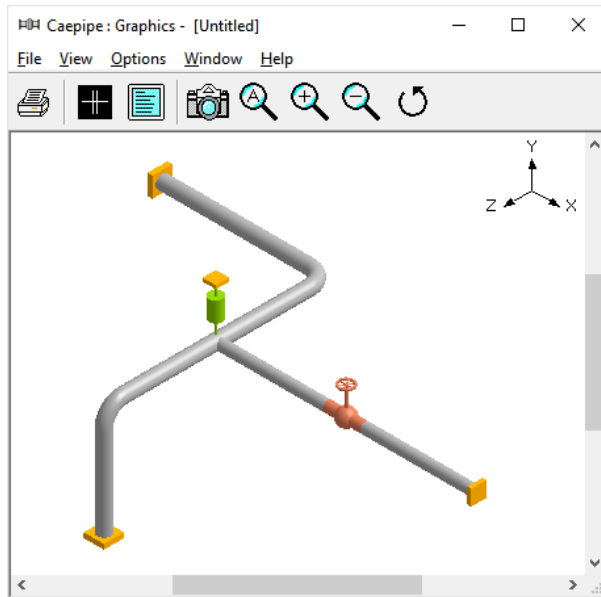 Caepipe : Graphics - [Untitled]
File View Options Window Help
A
Y
Z X